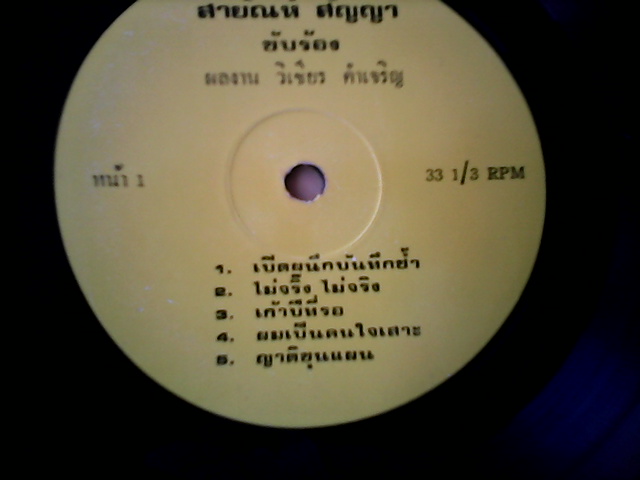 สายัณห์ สัญญา
ขับร้อง
ผลงาน วิเชียร คำเจริญ
หน้า 1
33 1/3 RPM
1. เปิดผนึกบันทึกช้ำ
2. ไม่จริง ไม่จริง
3. เก้าปีที่รอ
4. ผมเป็นคนใจเสาะ
5. ญาติขุนแผน